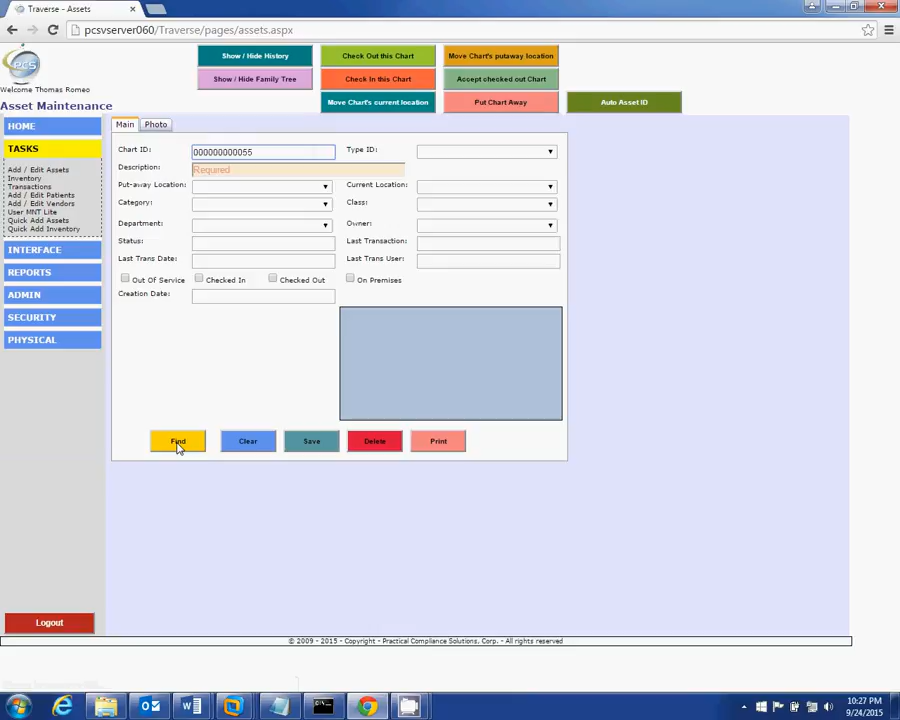 Traverse - Assets
pcsvserver060/Traverse/pages/assets.aspx
PCS
Welcome Thomas Romeo
Asset Maintenance
Show / Hide History
Check Out this Chart
Move Chart's putaway location
Show / Hide Family Tree
Check In this Chart
Accept checked out Chart
Move Chart's current location
Put Chart Away
Auto Asset ID
HOME
TASKS
Add / Edit Assets
Inventory
Transactions
Add / Edit Patients
Add / Edit Vendors
User MNT Lite
Quick Add Assets
Quick Add Inventory
INTERFACE
REPORTS
ADMIN
SECURITY
PHYSICAL
Logout
Main Photo
Chart ID: 000000000055 Type ID:
Description: Required
Put-away Location: Current Location:
Category: Class:
Department: Owner:
Status: Last Transaction:
Last Trans Date: Last Trans User:
Out Of Service Checked In Checked Out On Premises
Creation Date:
Find Clear Save Delete Print
© 2009 - 2015 - Copyright - Practical Compliance Solutions, Corp. - All rights reserved
10:27 PM
9/24/2015